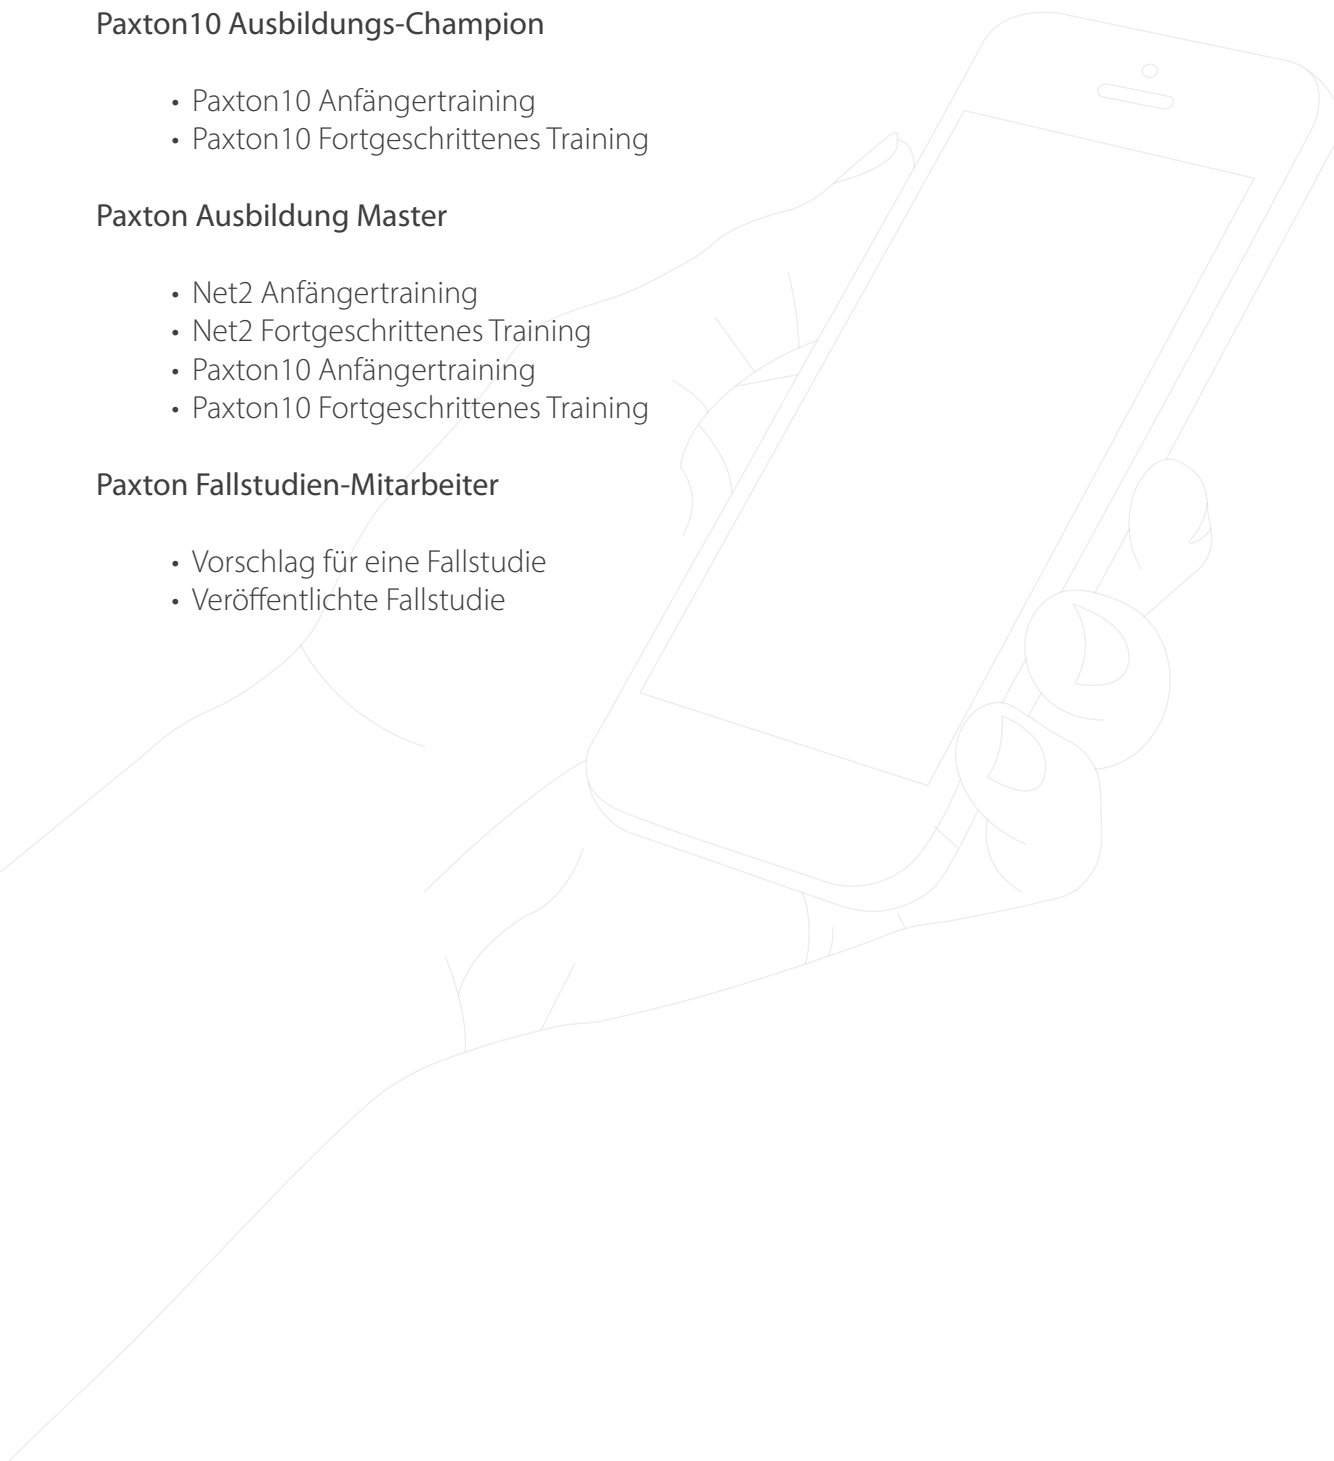 Paxton10 Ausbildungs-Champion
• Paxton10 Anfängertraining
• Paxton10 Fortgeschrittenes Training
Paxton Ausbildung Master
• Net2 Anfängertraining
• Net2 Fortgeschrittenes Training
• Paxton10 Anfängertraining
• Paxton10 Fortgeschrittenes Training
Paxton Fallstudien-Mitarbeiter
• Vorschlag für eine Fallstudie
• Veröffentlichte Fallstudie